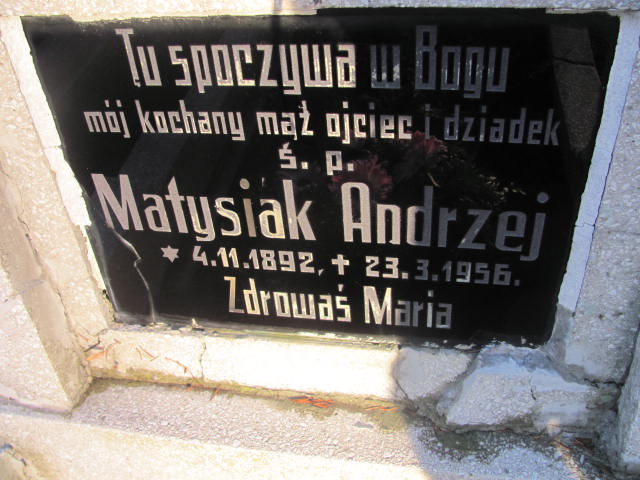 Tu spoczywa w Bogu
mój kochany mąż ojciec i dziadek
ś. p.
Matysiak Andrzej
* 4.11.1892, + 23.3.1956.
Zdrowaś Maria